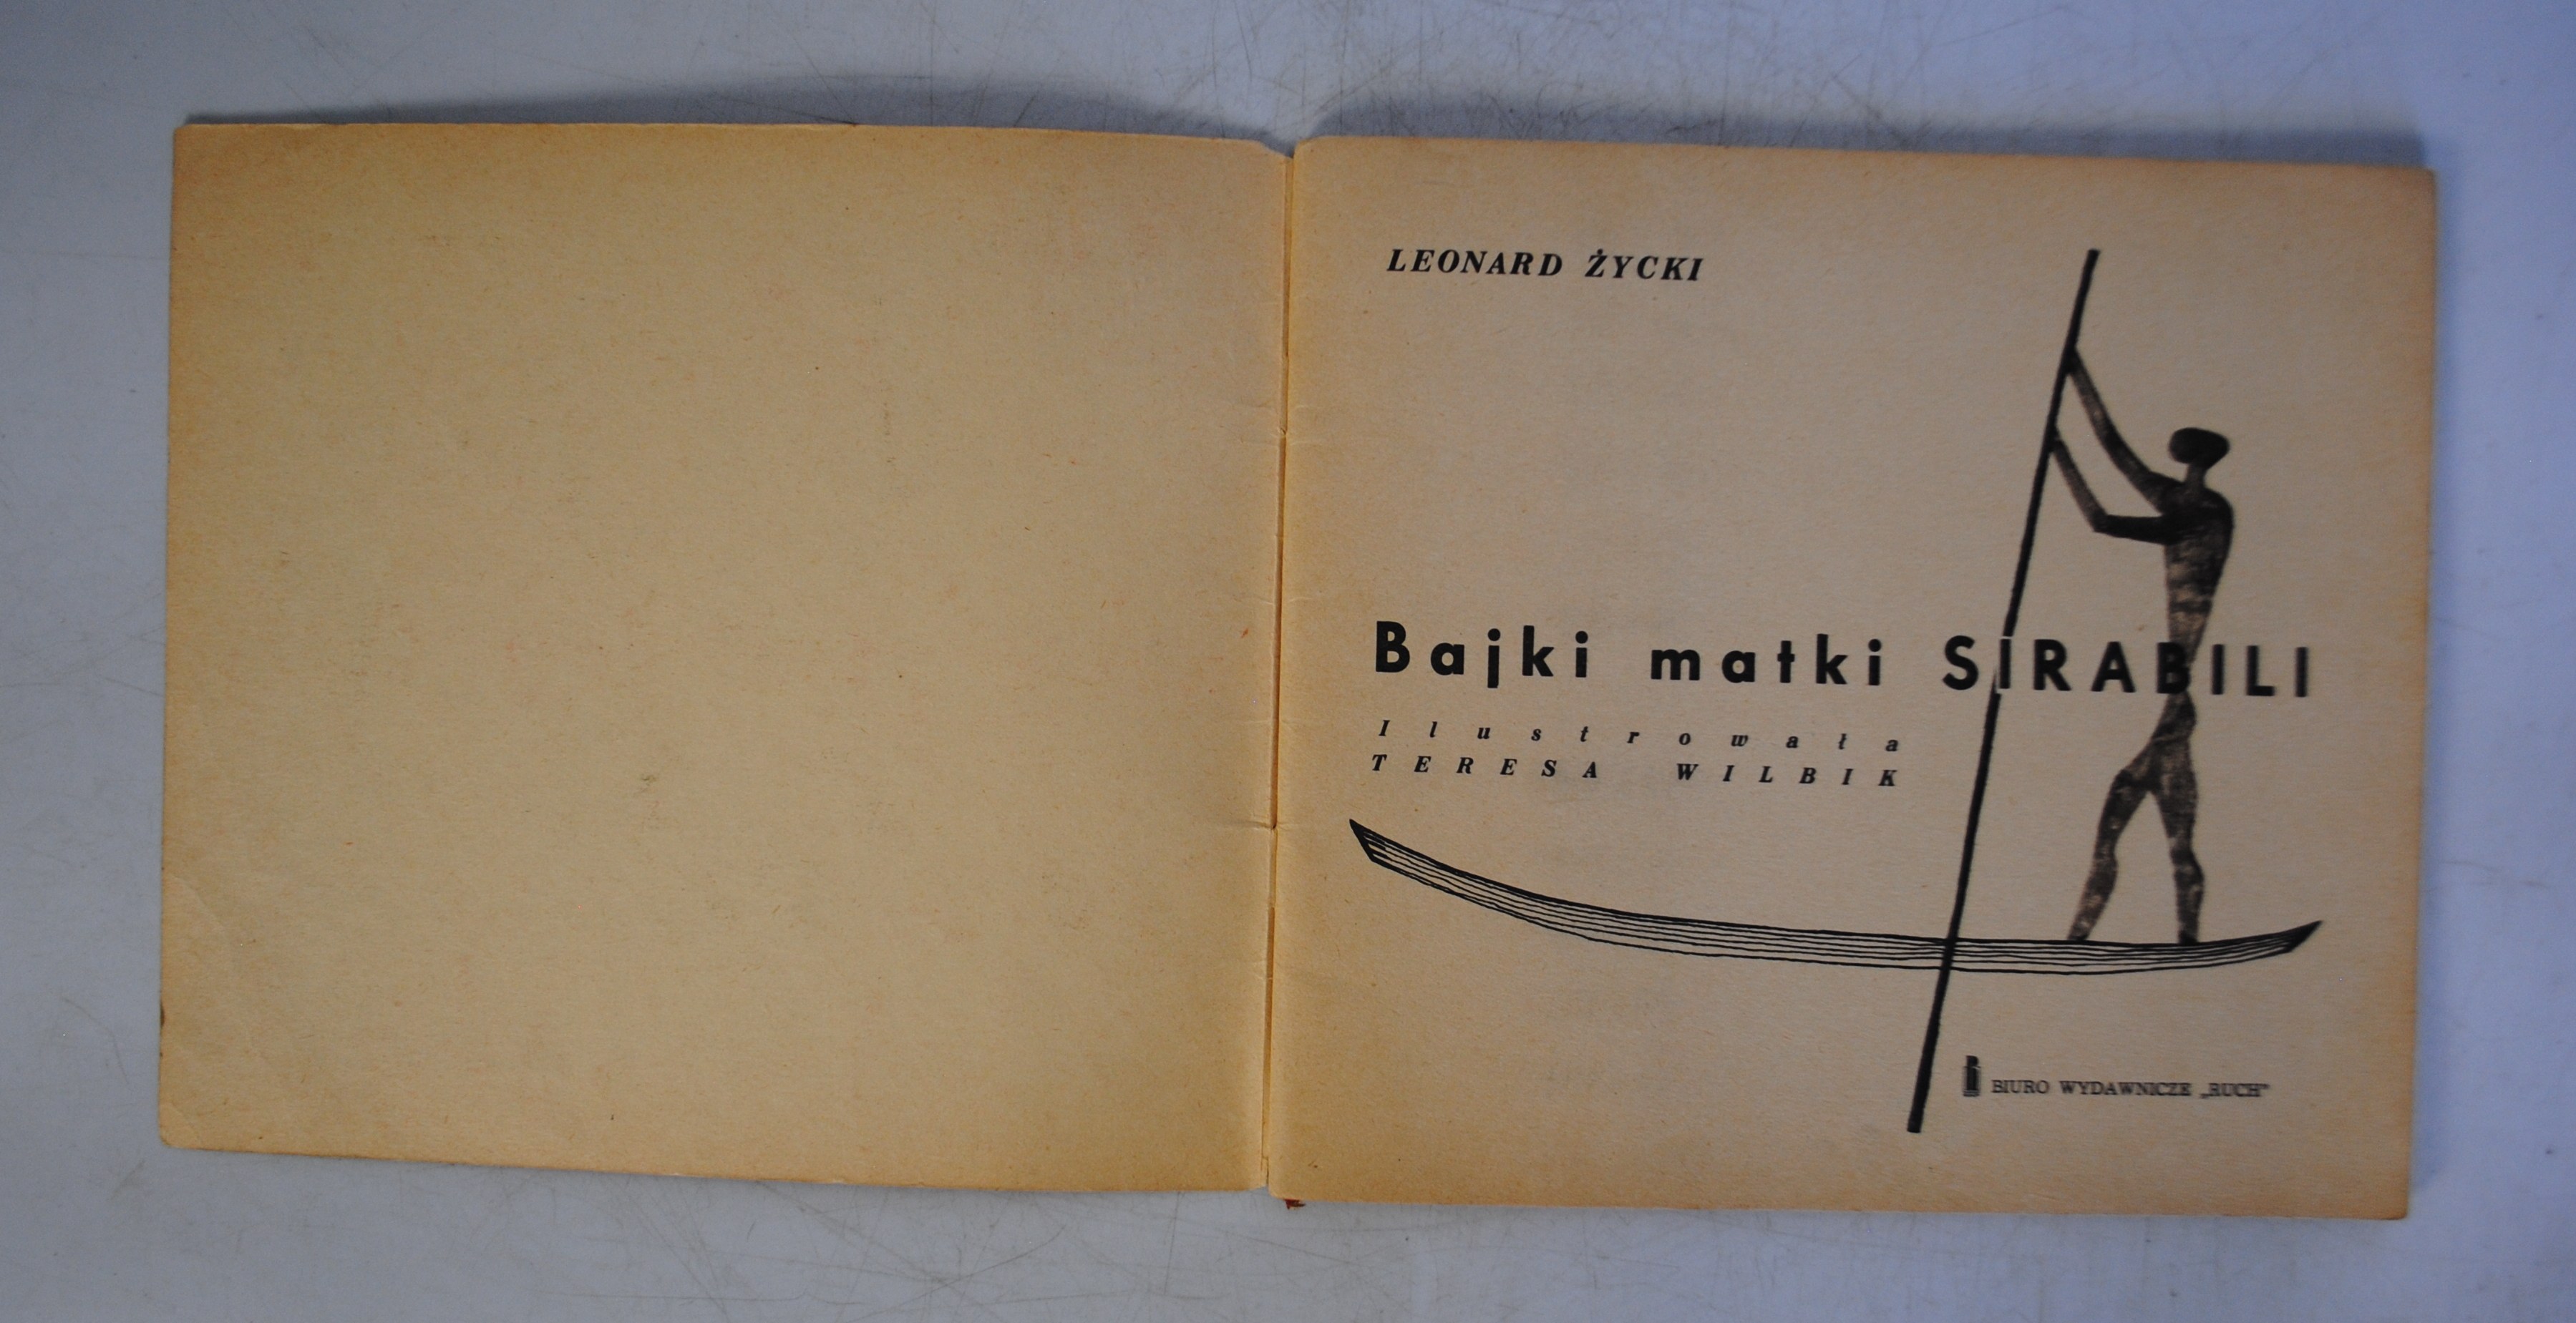 LEONARD ŻYCKI
Bajki matki SIRABILI
Ilustrowała
TERESA WILBIK
BIURO WYDAWNICZE „RUCH”